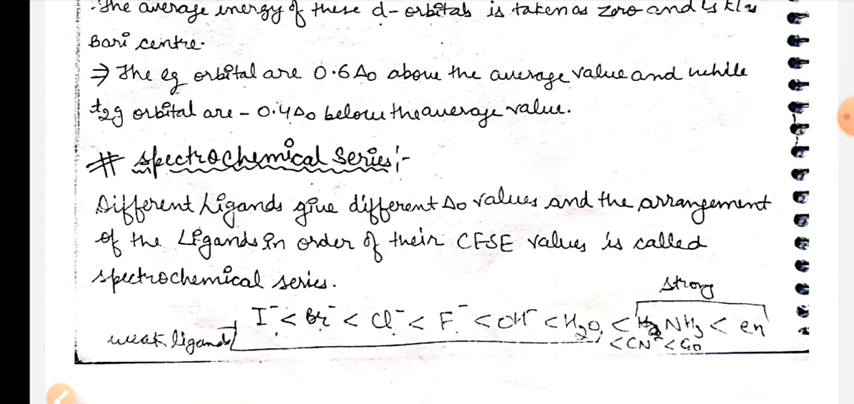 The average energy of these d-orbitals is taken as zero and is k/as
Bari centre.
⇒ The eg orbital are 0.6Δo above the average value and while
t2g orbital are -0.4Δo below the average value.
# Spectrochemical Series:-
Different Ligands give different Δo values and the arrangement
of the Ligands in order of their CFSE values is called
spectrochemical series.
strong
I⁻ < Br⁻ < Cl⁻ < F⁻ < OH⁻ < H2O < NH3 < en
weak ligand < CN⁻ < Co